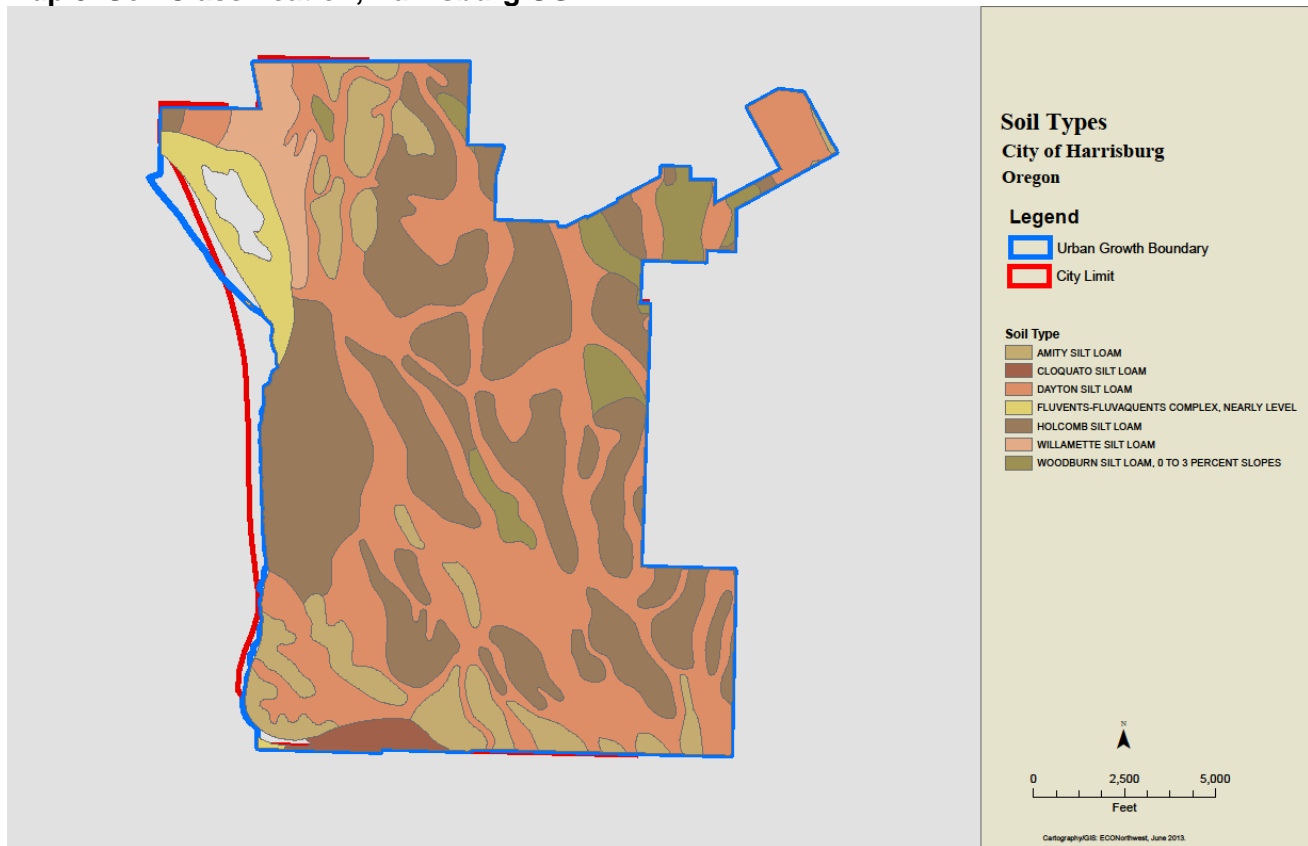 Soil Types
City of Harrisburg
Oregon
Legend
Urban Growth Boundary
City Limit
Soil Type
AMITY SILT LOAM
CLOQUATO SILT LOAM
DAYTON SILT LOAM
FLUVENTS-FLUVAQUENTS COMPLEX, NEARLY LEVEL
HOLCOMB SILT LOAM
WILLAMETTE SILT LOAM
WOODBURN SILT LOAM, 0 TO 3 PERCENT SLOPES
N
0 2,500 5,000
Feet
Cartography/GIS: ECONorthwest, June 2013.